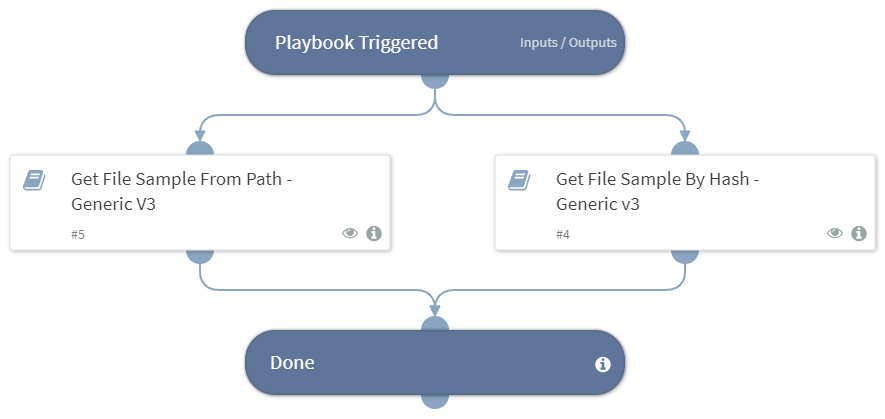 Playbook Triggered
Inputs / Outputs
Get File Sample From Path -
Generic V3
#5
Get File Sample By Hash -
Generic v3
#4
Done